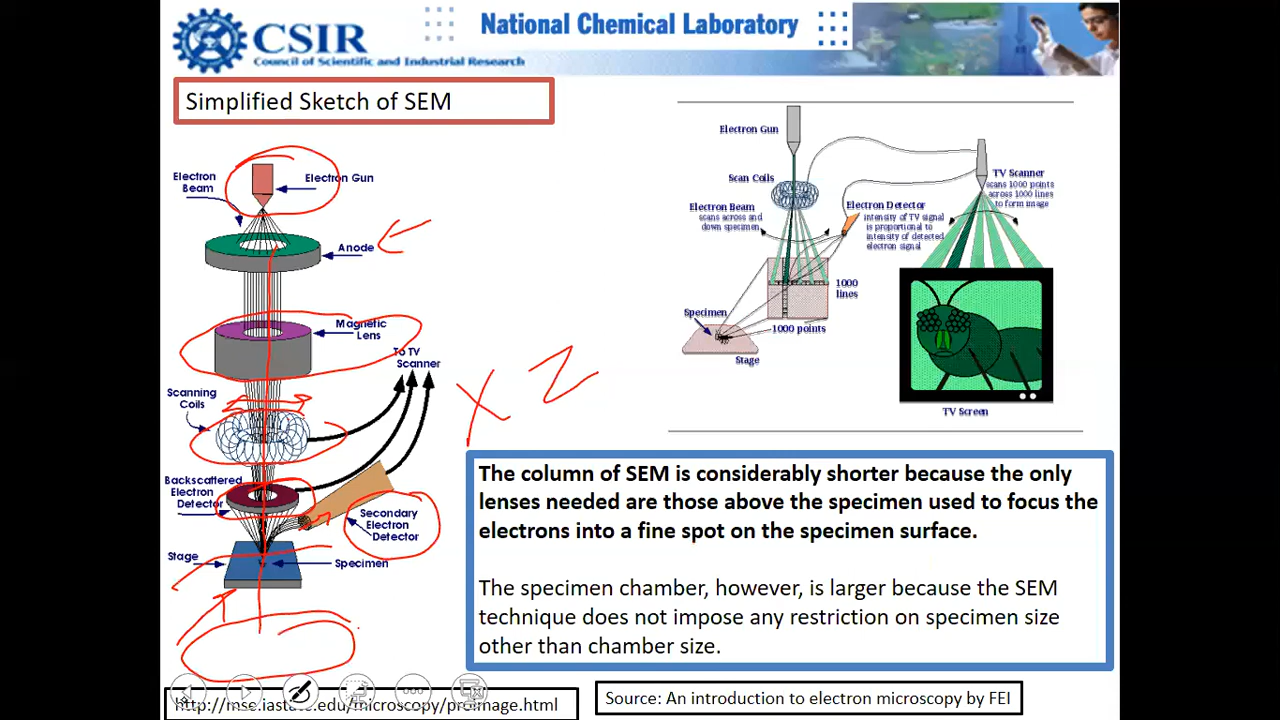 CSIR
Council of Scientific and Industrial Research
National Chemical Laboratory
Simplified Sketch of SEM
Electron
Beam
Electron Gun
Anode
Magnetic
Lens
To TV
Scanner
Scanning
Coils
Backscattered
Electron
Detector
Secondary
Electron
Detector
Stage
Specimen
Electron Gun
Scan Coils
Electron Beam
scans across and
down specimen
Electron Detector
intensity of TV signal
is proportional to
intensity of detected
electron signal
TV Scanner
scans 1000 points
across 1000 lines
to form image
1000
lines
Specimen
1000 points
Stage
TV Screen
X Z
The column of SEM is considerably shorter because the only
lenses needed are those above the specimen used to focus the
electrons into a fine spot on the specimen surface.
The specimen chamber, however, is larger because the SEM
technique does not impose any restriction on specimen size
other than chamber size.
http://mse.iastate.edu/microscopy/proimage.html
Source: An introduction to electron microscopy by FEI